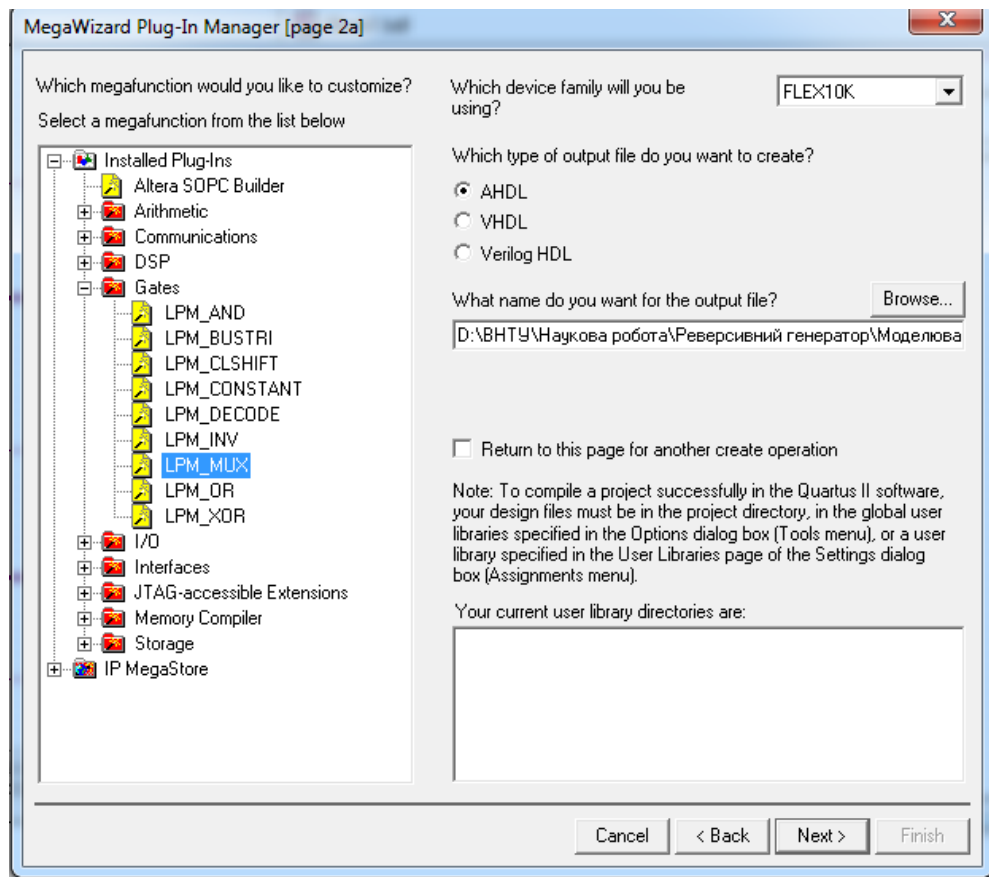 MegaWizard Plug-In Manager [page 2a]
Which megafunction would you like to customize?
Select a megafunction from the list below
Installed Plug-Ins
Altera SOPC Builder
Arithmetic
Communications
DSP
Gates
LPM_AND
LPM_BUSTRI
LPM_CLSHIFT
LPM_CONSTANT
LPM_DECODE
LPM_INV
LPM_MUX
LPM_OR
LPM_XOR
I/O
Interfaces
JTAG-accessible Extensions
Memory Compiler
Storage
IP MegaStore
Which device family will you be
using?
FLEX10K
Which type of output file do you want to create?
AHDL
VHDL
Verilog HDL
What name do you want for the output file?
Browse...
D:\ВНТУ\Наукова робота\Реверсивний генератор\Моделюва
Return to this page for another create operation
Note: To compile a project successfully in the Quartus II software,
your design files must be in the project directory, in the global user
libraries specified in the Options dialog box (Tools menu), or a user
library specified in the User Libraries page of the Settings dialog
box (Assignments menu).
Your current user library directories are:
Cancel
< Back
Next >
Finish